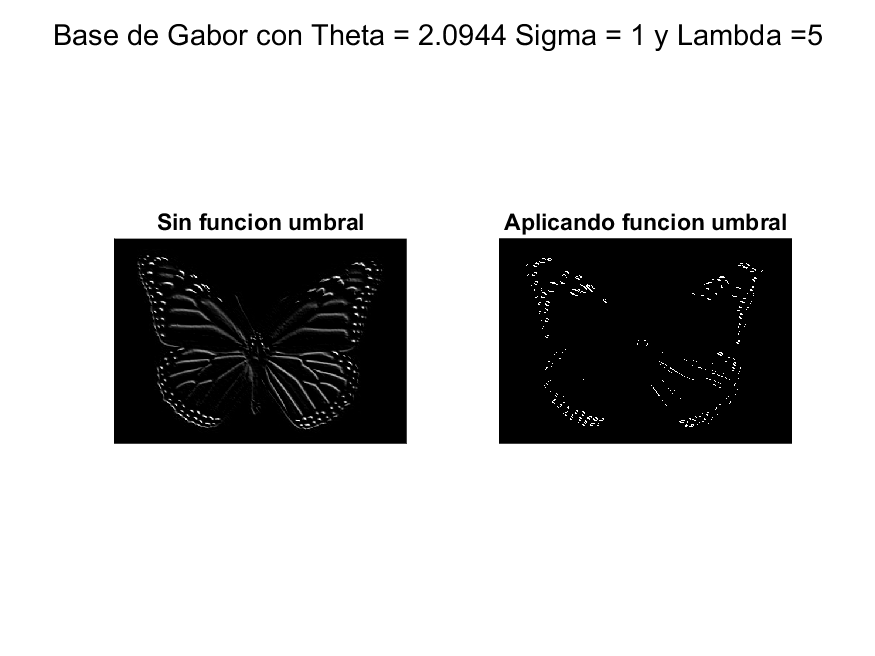 Base de Gabor con Theta = 2.0944 Sigma = 1 y Lambda =5
Sin funcion umbral
Aplicando funcion umbral